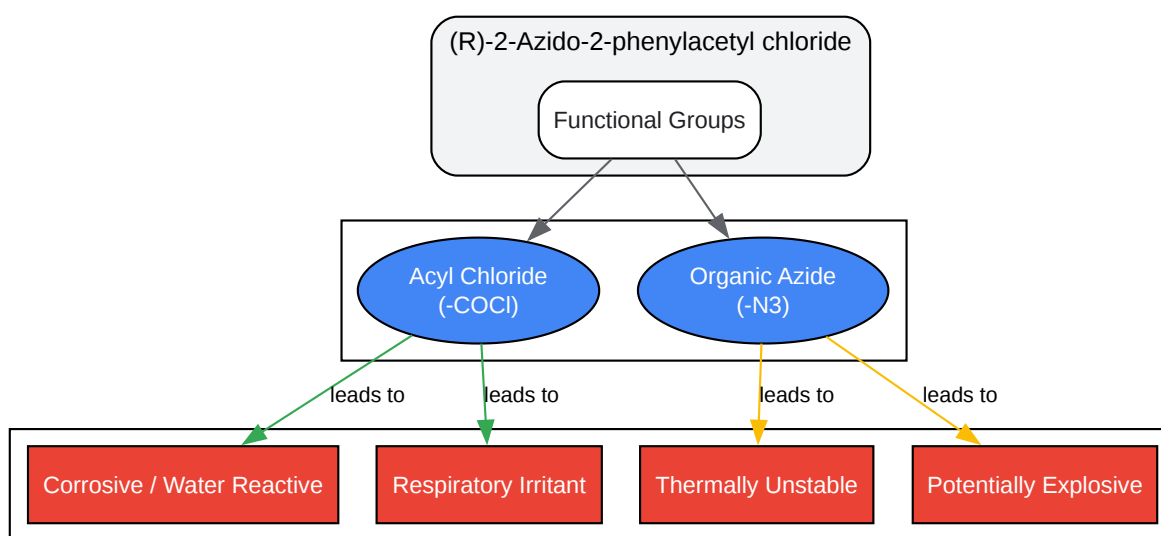 (R)-2-Azido-2-phenylacetyl chloride
Functional Groups
Acyl Chloride
(-COCl)
Organic Azide
(-N3)
leads to
leads to
leads to
leads to
Corrosive / Water Reactive
Respiratory Irritant
Thermally Unstable
Potentially Explosive